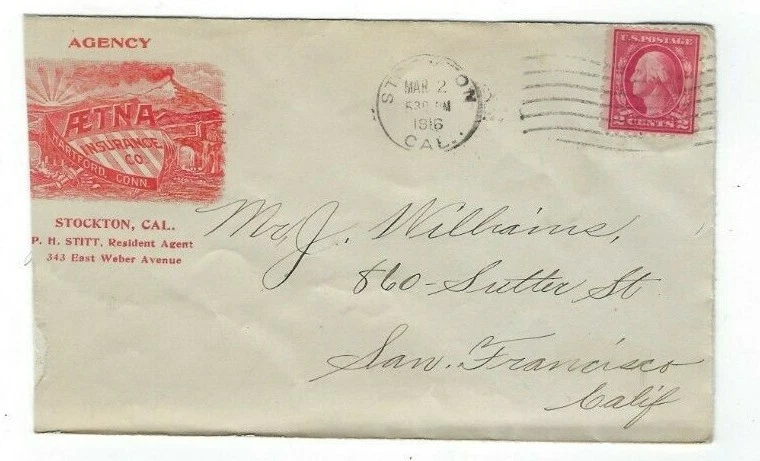 AGENCY
ÆTNA
INSURANCE
CO.
HARTFORD, CONN.
STOCKTON, CAL.
P. H. STITT, Resident Agent
343 East Weber Avenue
STOCKTON
MAR 2
530 PM
1916
CAL.
U.S. POSTAGE
2 CENTS 2
Mr. J. Williams,
860 - Sutter St
San. Francisco
Calif